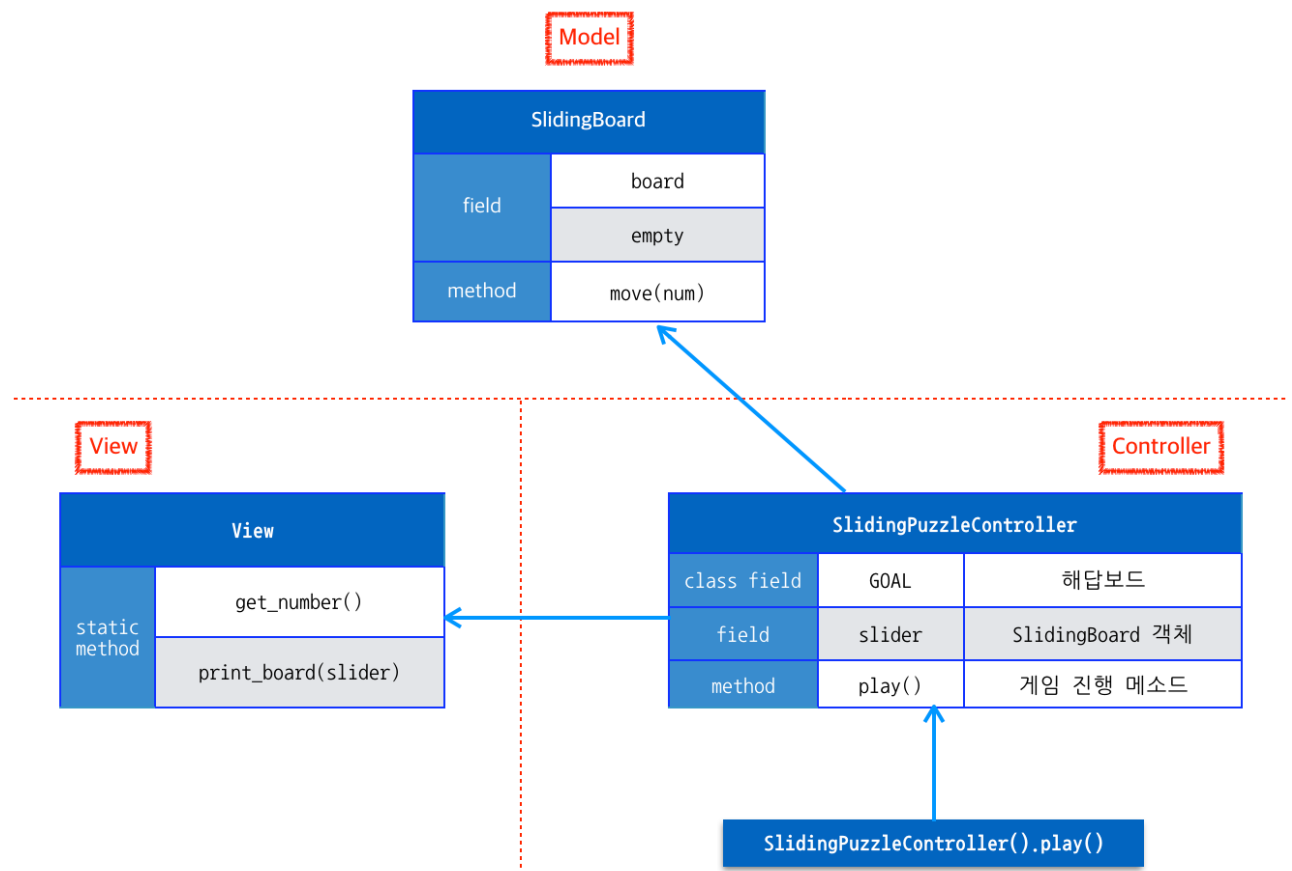 Model
SlidingBoard
field
board
empty
method
move(num)
View
View
static
method
get_number()
print_board(slider)
Controller
SlidingPuzzleController
class field
GOAL
해답보드
field
slider
SlidingBoard 객체
method
play()
게임 진행 메소드
SlidingPuzzleController().play()